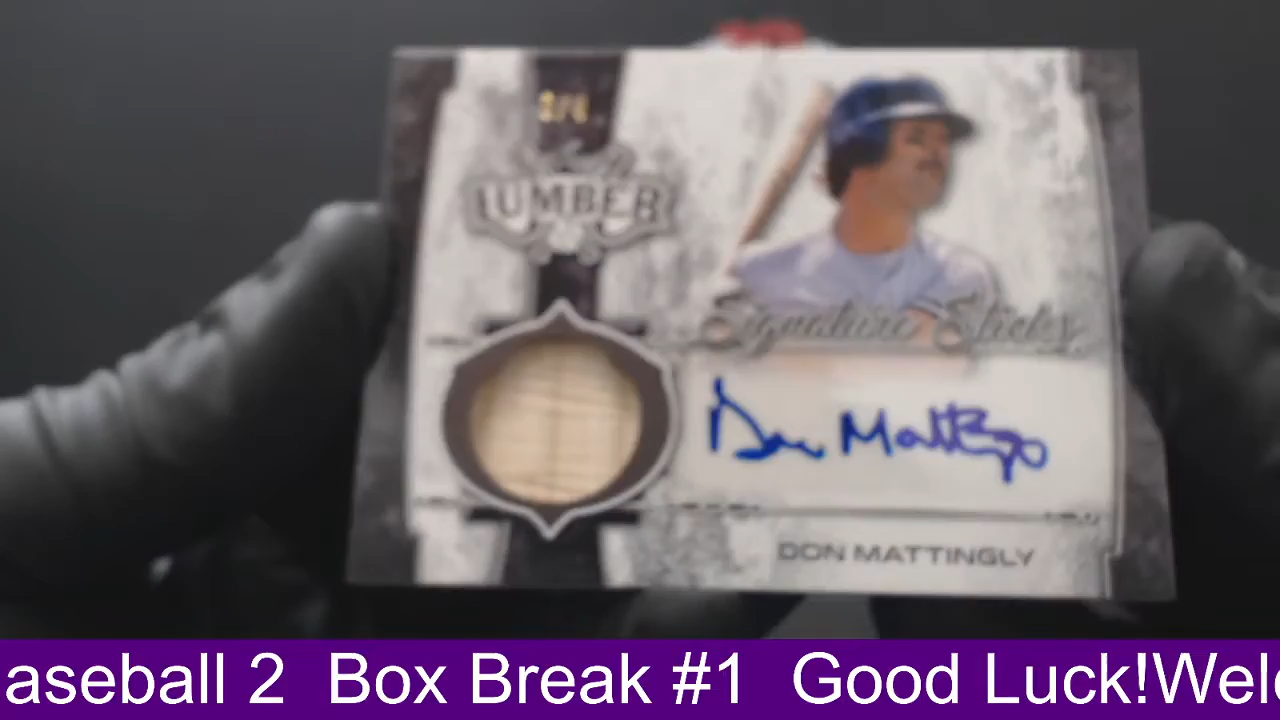 LUMBER
Signature Sticks
Don Mattingly
DON MATTINGLY
aseball 2 Box Break #1 Good Luck!Welc